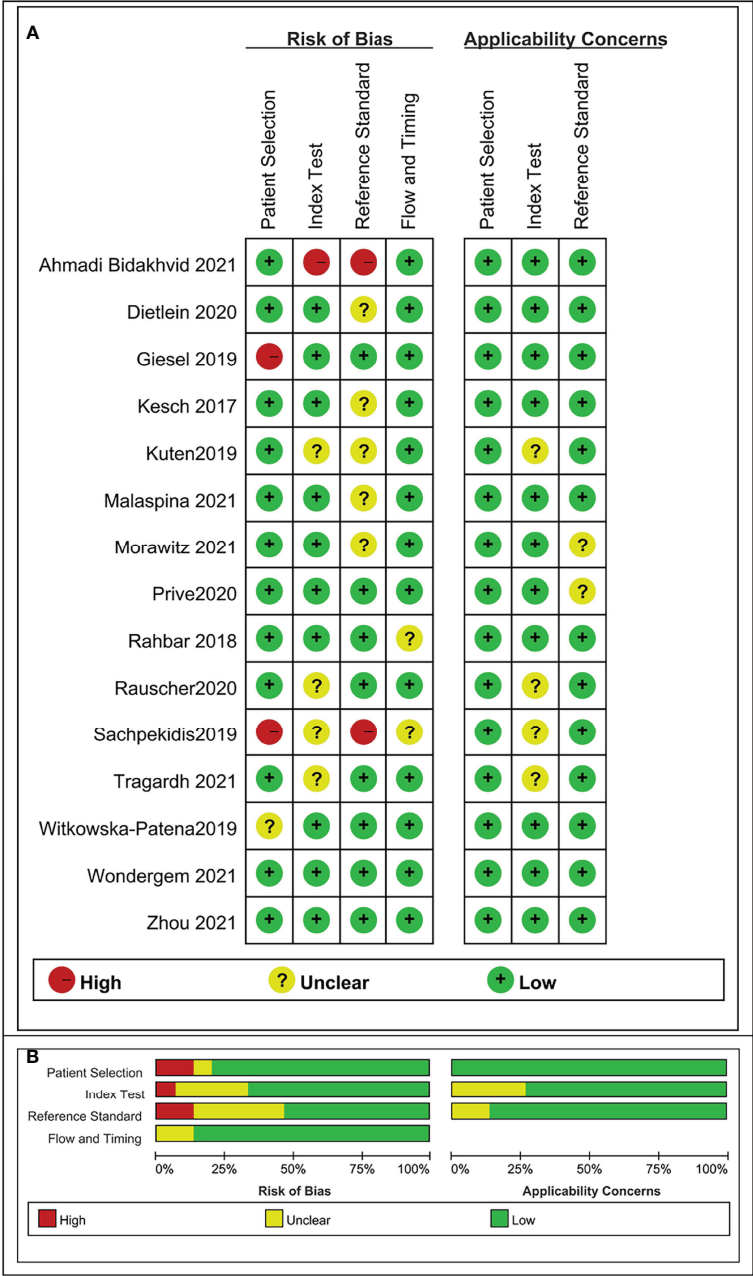 A
Risk of Bias Applicability Concerns
Patient Selection
Index Test
Reference Standard
Flow and Timing
Patient Selection
Index Test
Reference Standard
Ahmadi Bidakhvid 2021 + – – + + + +
Dietlein 2020 + + ? + + + +
Giesel 2019 – + + + + + +
Kesch 2017 + + ? + + + +
Kuten2019 + ? ? + + ? +
Malaspina 2021 + + ? + + + +
Morawitz 2021 + + ? + + + ?
Prive2020 + + + + + + ?
Rahbar 2018 + + + ? + + +
Rauscher2020 + ? + + + ? +
Sachpekidis2019 – ? – ? + ? +
Tragardh 2021 + ? + + + ? +
Witkowska-Patena2019 ? + + + + + +
Wondergem 2021 + + + + + + +
Zhou 2021 + + + + + + +
– High ? Unclear + Low
B
Patient Selection
Index Test
Reference Standard
Flow and Timing
0% 25% 50% 75% 100% 0% 25% 50% 75% 100%
Risk of Bias Applicability Concerns
High Unclear Low